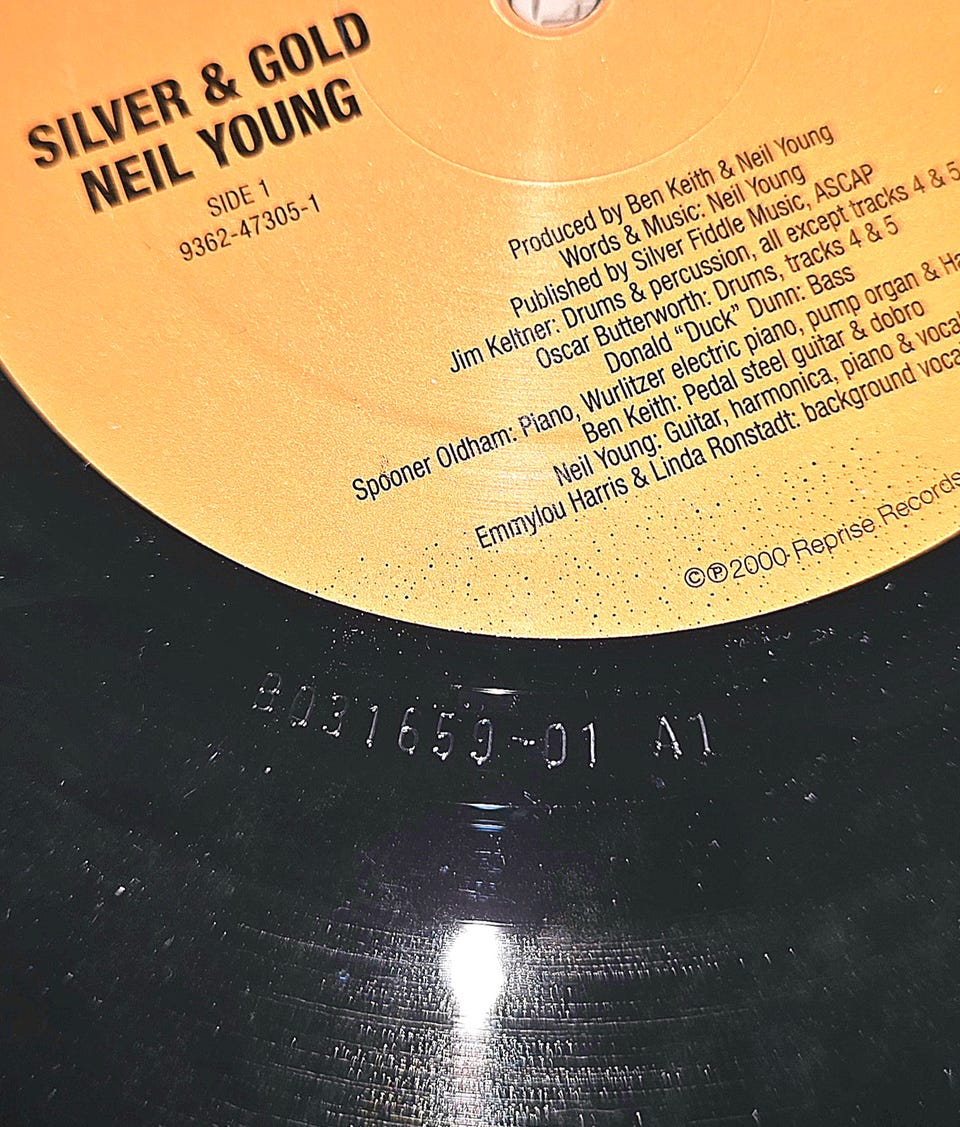 SILVER & GOLD
NEIL YOUNG
SIDE 1
9362-47305-1
Produced by Ben Keith & Neil Young
Words & Music: Neil Young
Published by Silver Fiddle Music, ASCAP
Jim Keltner: Drums & percussion, all except tracks 4 & 5
Oscar Butterworth: Drums, tracks 4 & 5
Donald “Duck” Dunn: Bass
Spooner Oldham: Piano, Wurlitzer electric piano, pump organ &
Ben Keith: Pedal steel guitar & dobro
Neil Young: Guitar, harmonica, piano &
Emmylou Harris & Linda Ronstadt: background
©℗2000 Reprise Records
A1